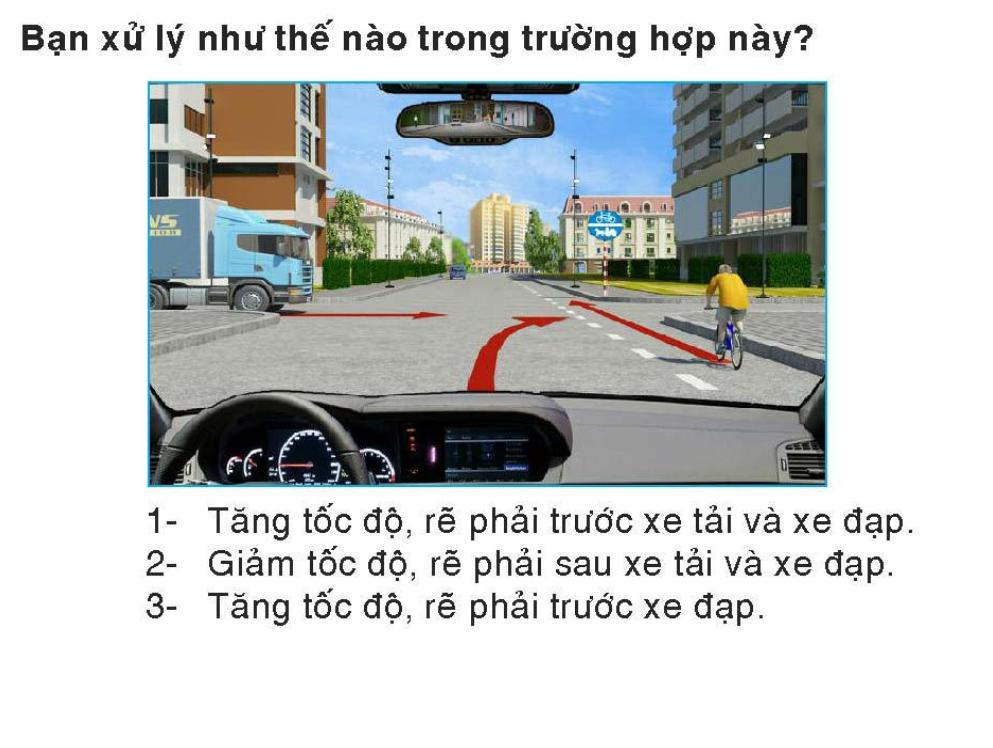 Bạn xử lý như thế nào trong trường hợp này?
1- Tăng tốc độ, rẽ phải trước xe tải và xe đạp.
2- Giảm tốc độ, rẽ phải sau xe tải và xe đạp.
3- Tăng tốc độ, rẽ phải trước xe đạp.